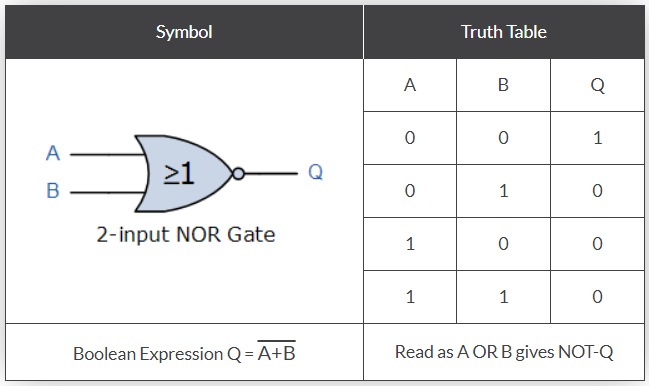 Symbol Truth Table
A B Q
0 0 1
0 1 0
1 0 0
1 1 0
A
B
≥1
Q
2-input NOR Gate
Boolean Expression Q = A̅+̅B̅
Read as A OR B gives NOT-Q